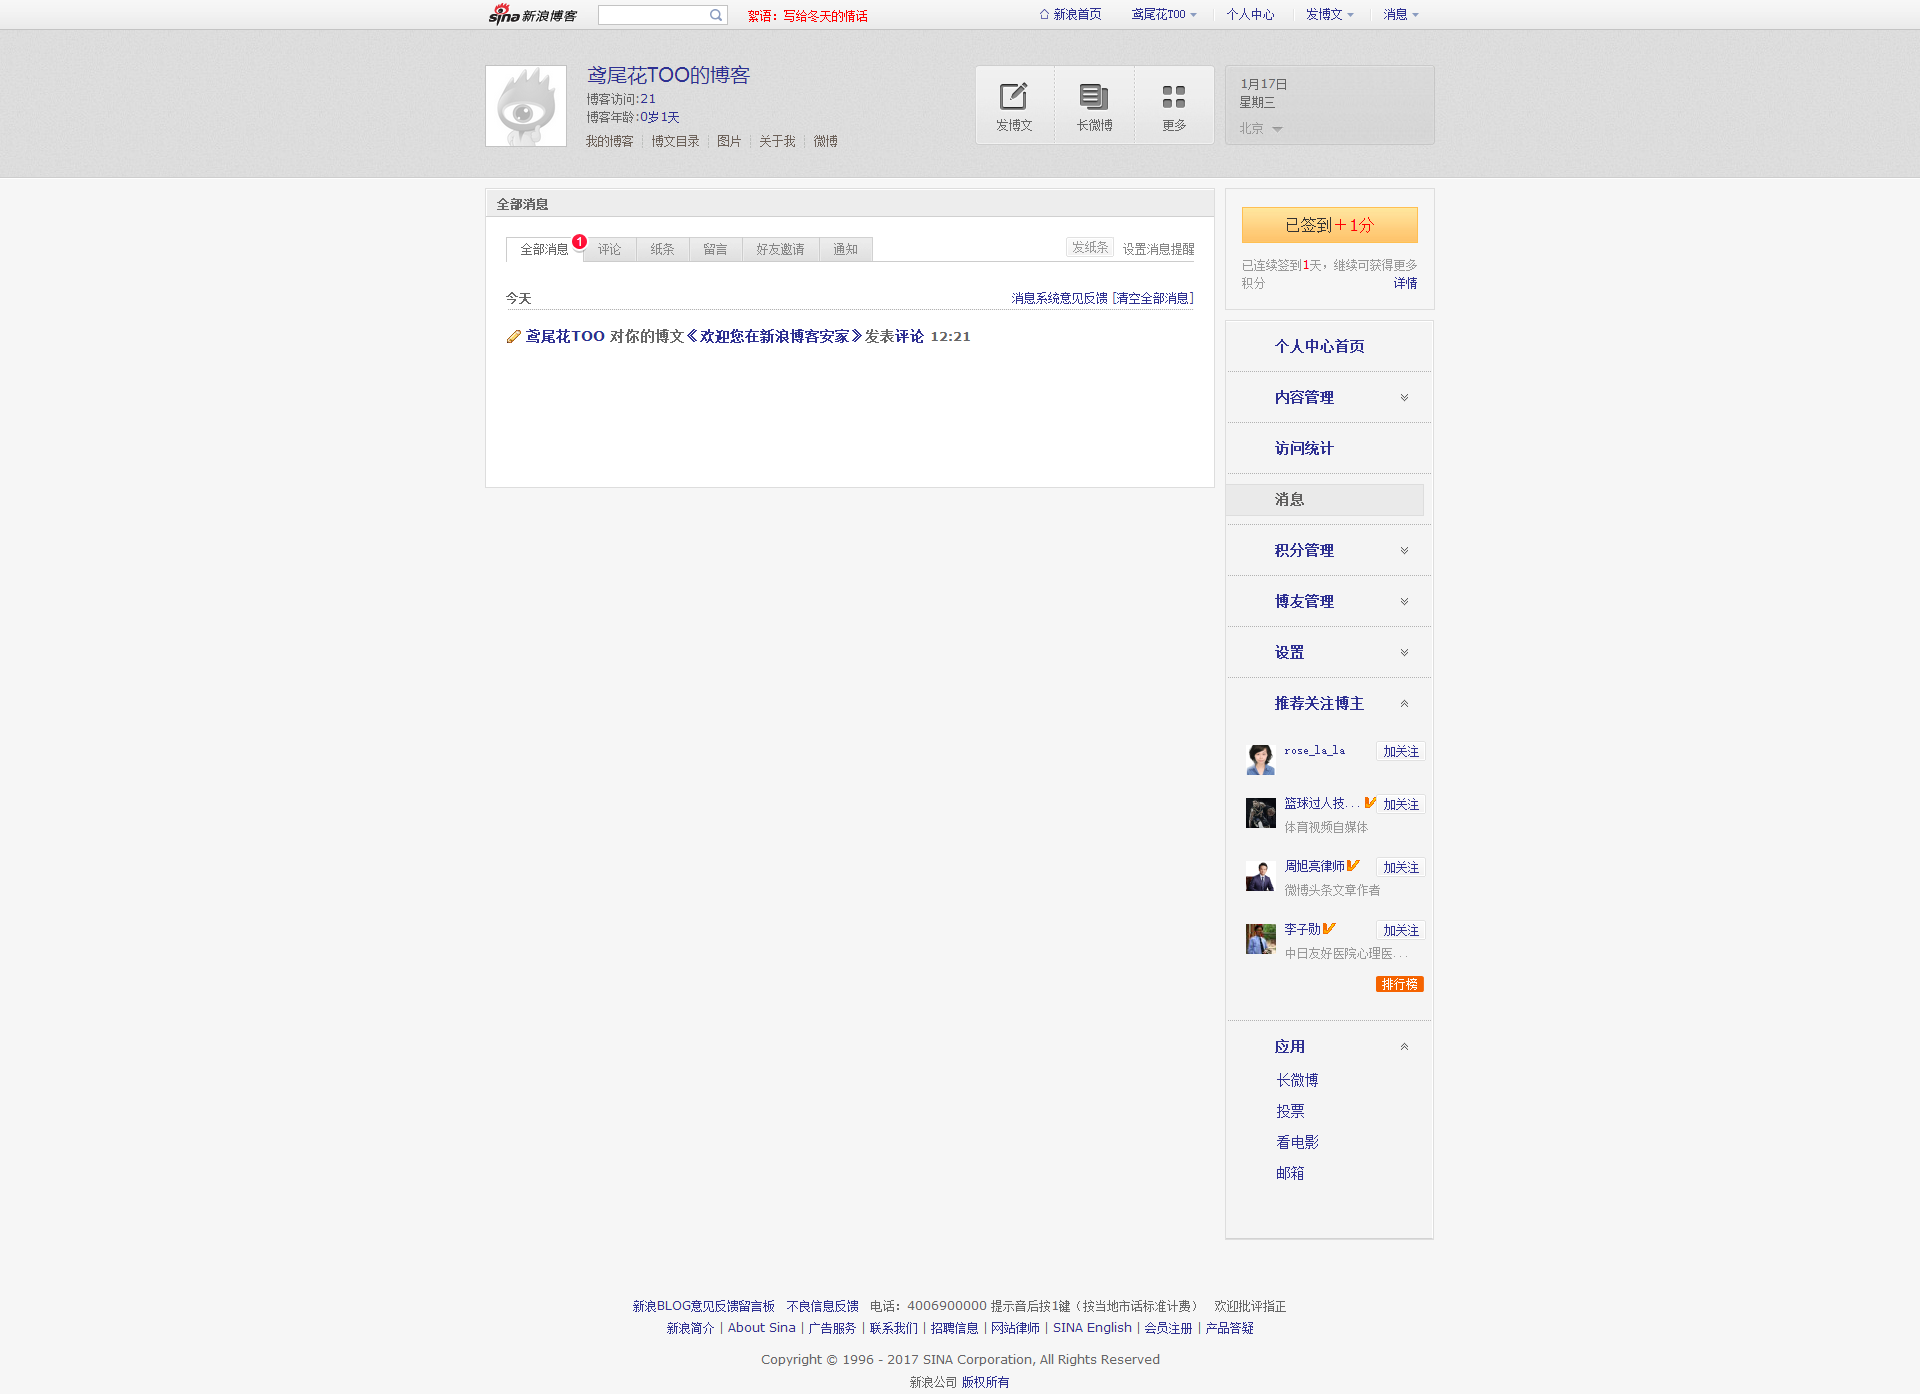 sina新浪博客
絮语：写给冬天的情话
新浪首页 鸢尾花TOO 个人中心 发博文 消息
鸢尾花TOO的博客
博客访问:21
博客年龄:0岁1天
我的博客 博文目录 图片 关于我 微博
发博文 长微博 更多
1月17日
星期三
北京
全部消息
全部消息 1 评论 纸条 留言 好友邀请 通知 发纸条 设置消息提醒
今天 消息系统意见反馈 [清空全部消息]
鸢尾花TOO 对你的博文《欢迎您在新浪博客安家》发表评论 12:21
已签到+1分
已连续签到1天，继续可获得更多
积分 详情
个人中心首页
内容管理
访问统计
消息
积分管理
博友管理
设置
推荐关注博主
rose_la_la 加关注
篮球过人技... 加关注
体育视频自媒体
周旭亮律师 加关注
微博头条文章作者
李子勋 加关注
中日友好医院心理医...
排行榜
应用
长微博
投票
看电影
邮箱
新浪BLOG意见反馈留言板 不良信息反馈 电话：4006900000 提示音后按1键（按当地市话标准计费） 欢迎批评指正
新浪简介 | About Sina | 广告服务 | 联系我们 | 招聘信息 | 网站律师 | SINA English | 会员注册 | 产品答疑
Copyright © 1996 - 2017 SINA Corporation, All Rights Reserved
新浪公司 版权所有